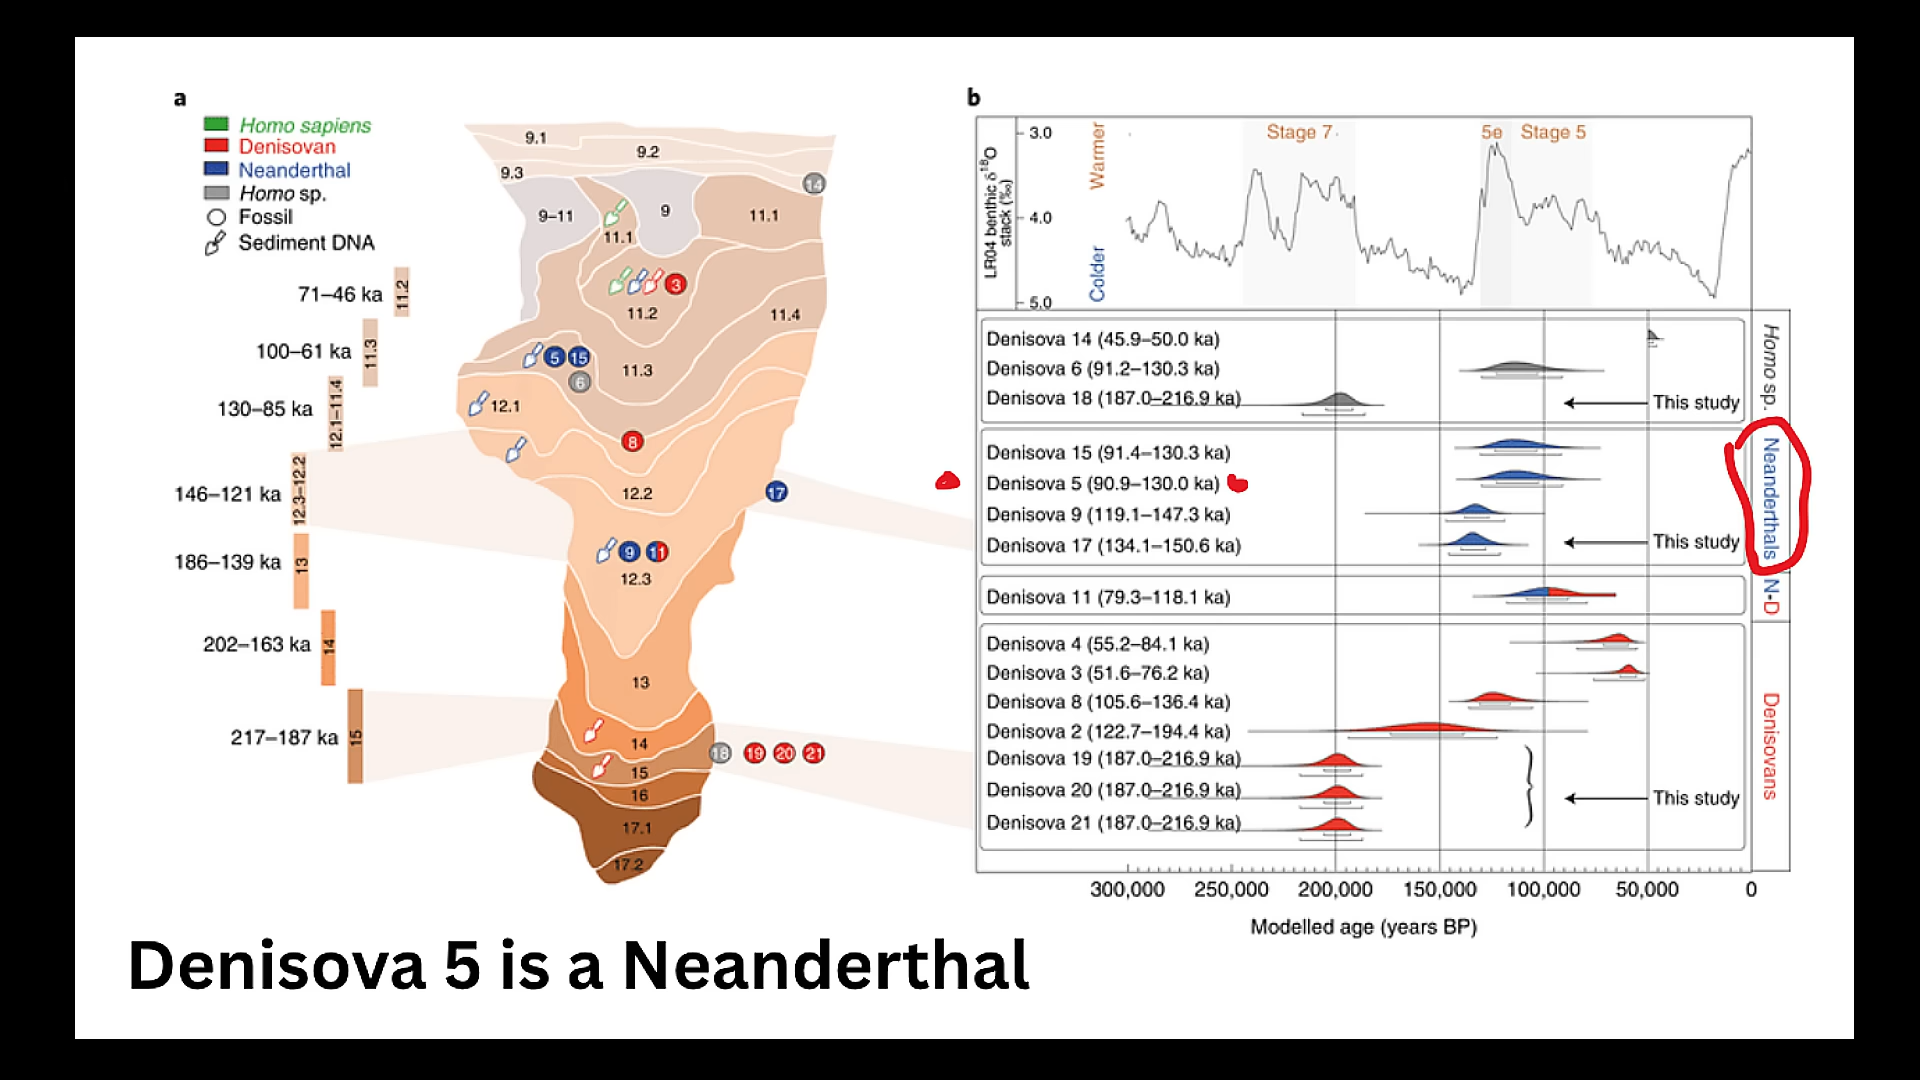 a
Homo sapiens
Denisovan
Neanderthal
Homo sp.
Fossil
Sediment DNA
71–46 ka
11.2
100–61 ka
11.3
130–85 ka
12.1–11.4
146–121 ka
12.3–12.2
186–139 ka
13
202–163 ka
14
217–187 ka
15
9.1
9.2
9.3
14
9–11
9
11.1
11.1
3
11.2
11.4
5 15
11.3
6
12.1
8
12.2
17
9 11
12.3
13
14
18 19 20 21
15
16
17.1
17.2
b
LR04 benthic δ18O
stack (‰)
3.0
4.0
5.0
Warmer
Colder
Stage 7
5e Stage 5
Denisova 14 (45.9–50.0 ka)
Denisova 6 (91.2–130.3 ka)
Denisova 18 (187.0–216.9 ka)
This study
Homo sp.
Denisova 15 (91.4–130.3 ka)
Denisova 5 (90.9–130.0 ka)
Denisova 9 (119.1–147.3 ka)
Denisova 17 (134.1–150.6 ka)
This study
Neanderthals
Denisova 11 (79.3–118.1 ka)
N-D
Denisova 4 (55.2–84.1 ka)
Denisova 3 (51.6–76.2 ka)
Denisova 8 (105.6–136.4 ka)
Denisova 2 (122.7–194.4 ka)
Denisova 19 (187.0–216.9 ka)
Denisova 20 (187.0–216.9 ka)
This study
Denisova 21 (187.0–216.9 ka)
Denisovans
300,000 250,000 200,000 150,000 100,000 50,000 0
Modelled age (years BP)
Denisova 5 is a Neanderthal